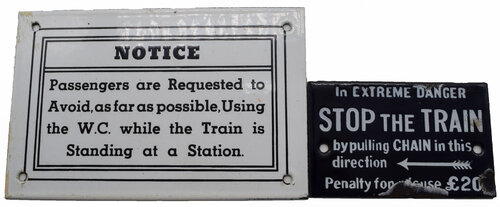 NOTICE
Passengers are Requested to
Avoid, as far as possible, Using
the W.C. while the Train is
Standing at a Station.
In EXTREME DANGER
STOP THE TRAIN
by pulling CHAIN in this
direction
Penalty for use £20